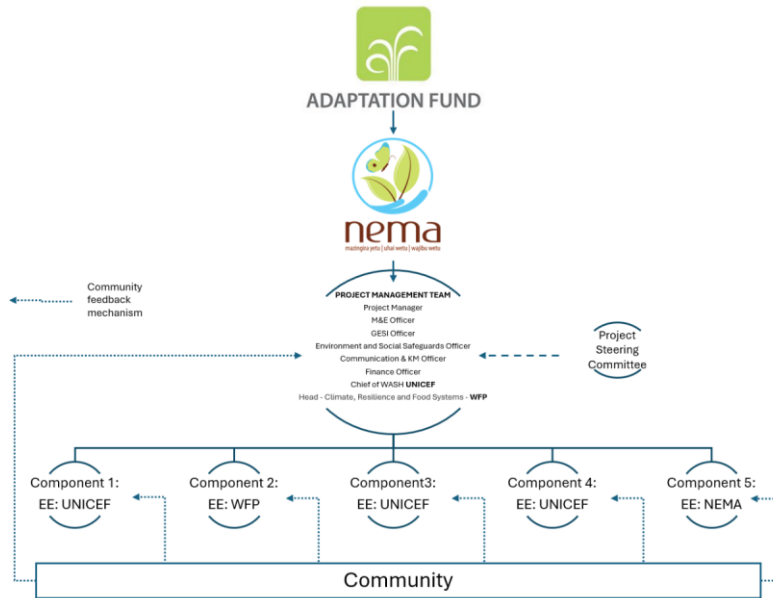 ADAPTATION FUND
nema
mazingira yetu | uhai wetu | wajibu wetu
Community
feedback
mechanism
PROJECT MANAGEMENT TEAM
Project Manager
M&E Officer
GESI Officer
Environment and Social Safeguards Officer
Communication & KM Officer
Finance Officer
Chief of WASH UNICEF
Head - Climate, Resilience and Food Systems - WFP
Project
Steering
Committee
Component 1:
EE: UNICEF
Component 2:
EE: WFP
Component3:
EE: UNICEF
Component 4:
EE: UNICEF
Component 5:
EE: NEMA
Community